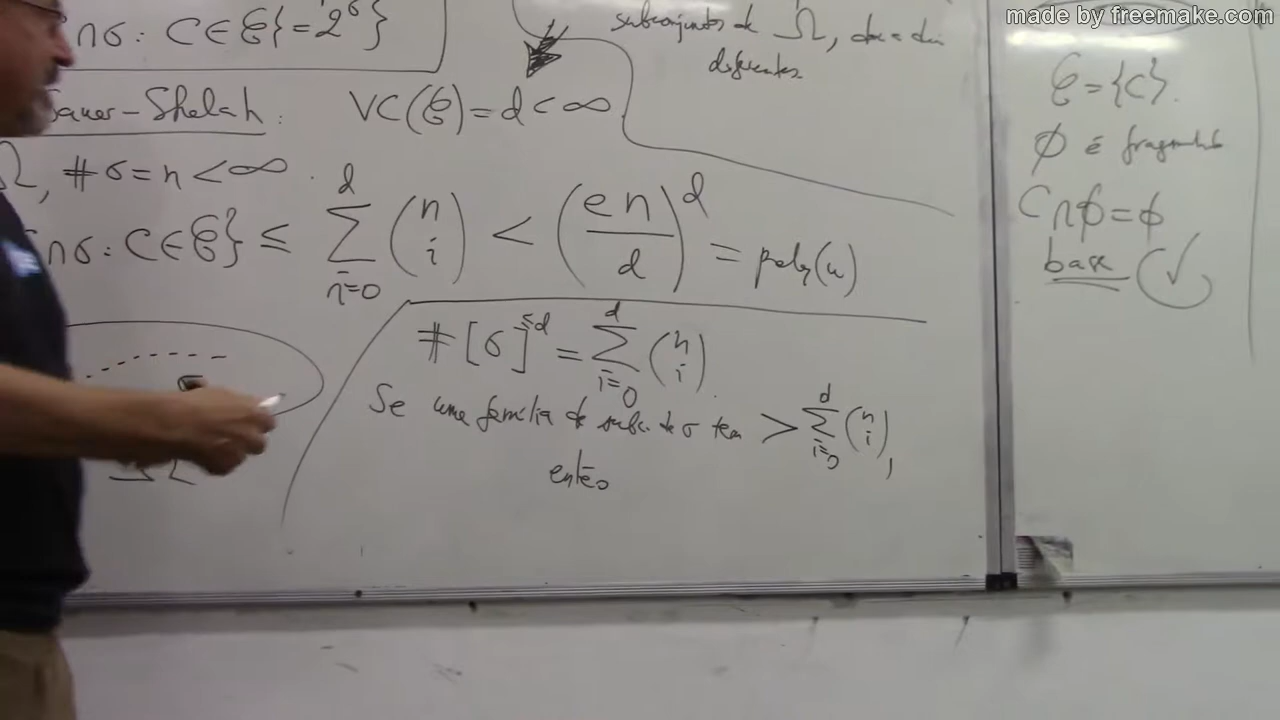 made by freemake.com
∩σ: C∈𝒞}=2^σ}
subconjuntos de Ω, dois a dois
diferentes
Sauer-Shelah: VC(𝒞)=d<∞
Ω, #σ=n<∞.
∩σ: C∈𝒞} ≤ ∑_{i=0}^{d} (n i) < (en/d)^d = poly(n)
#[σ]^{≤d} = ∑_{i=0}^{d} (n i).
Se uma família de subc. de σ tem > ∑_{i=0}^{d} (n i),
então
Ω
𝒞={C}.
∅ é fragmentado
C∩∅=∅
base ✓